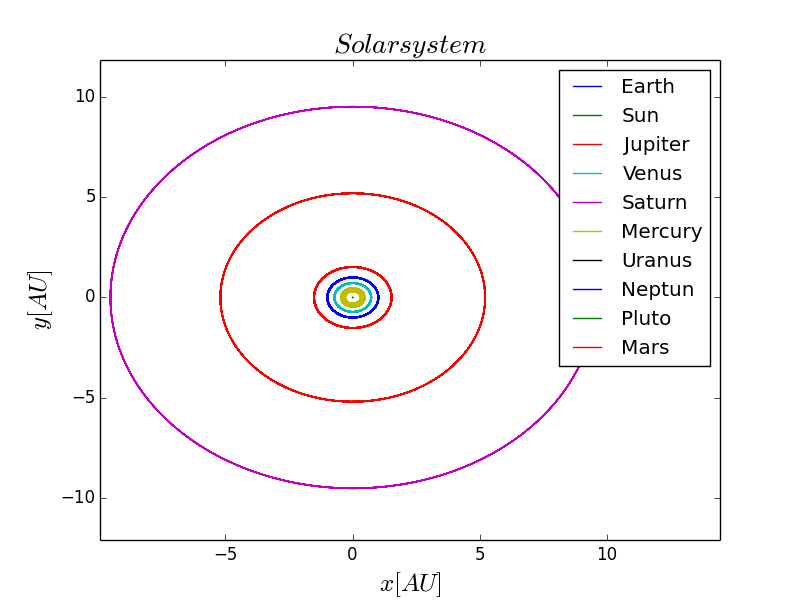 Solarsystem
10
5
0
−5
−10
y[AU]
−5
0
5
10
x[AU]
Earth
Sun
Jupiter
Venus
Saturn
Mercury
Uranus
Neptun
Pluto
Mars